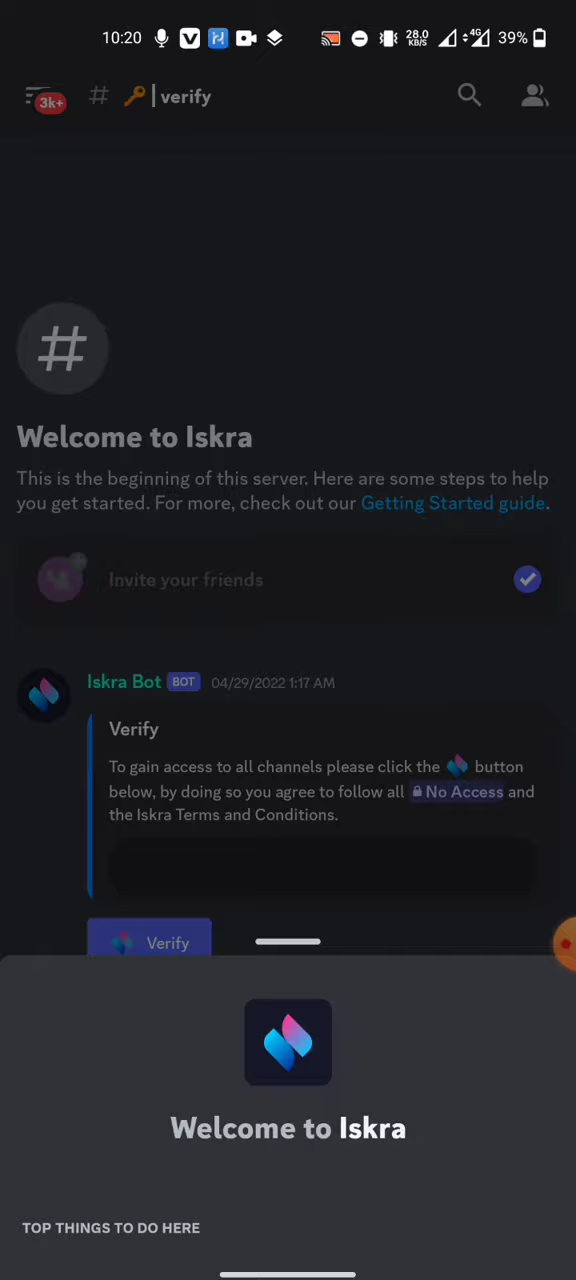 10:20 28.0 KB/S 4G 39%
3k+ # | verify
Welcome to Iskra
This is the beginning of this server. Here are some steps to help
you get started. For more, check out our Getting Started guide.
Invite your friends
Iskra Bot BOT 04/29/2022 1:17 AM
Verify
To gain access to all channels please click the button
below, by doing so you agree to follow all No Access and
the Iskra Terms and Conditions.
Verify
Welcome to Iskra
TOP THINGS TO DO HERE